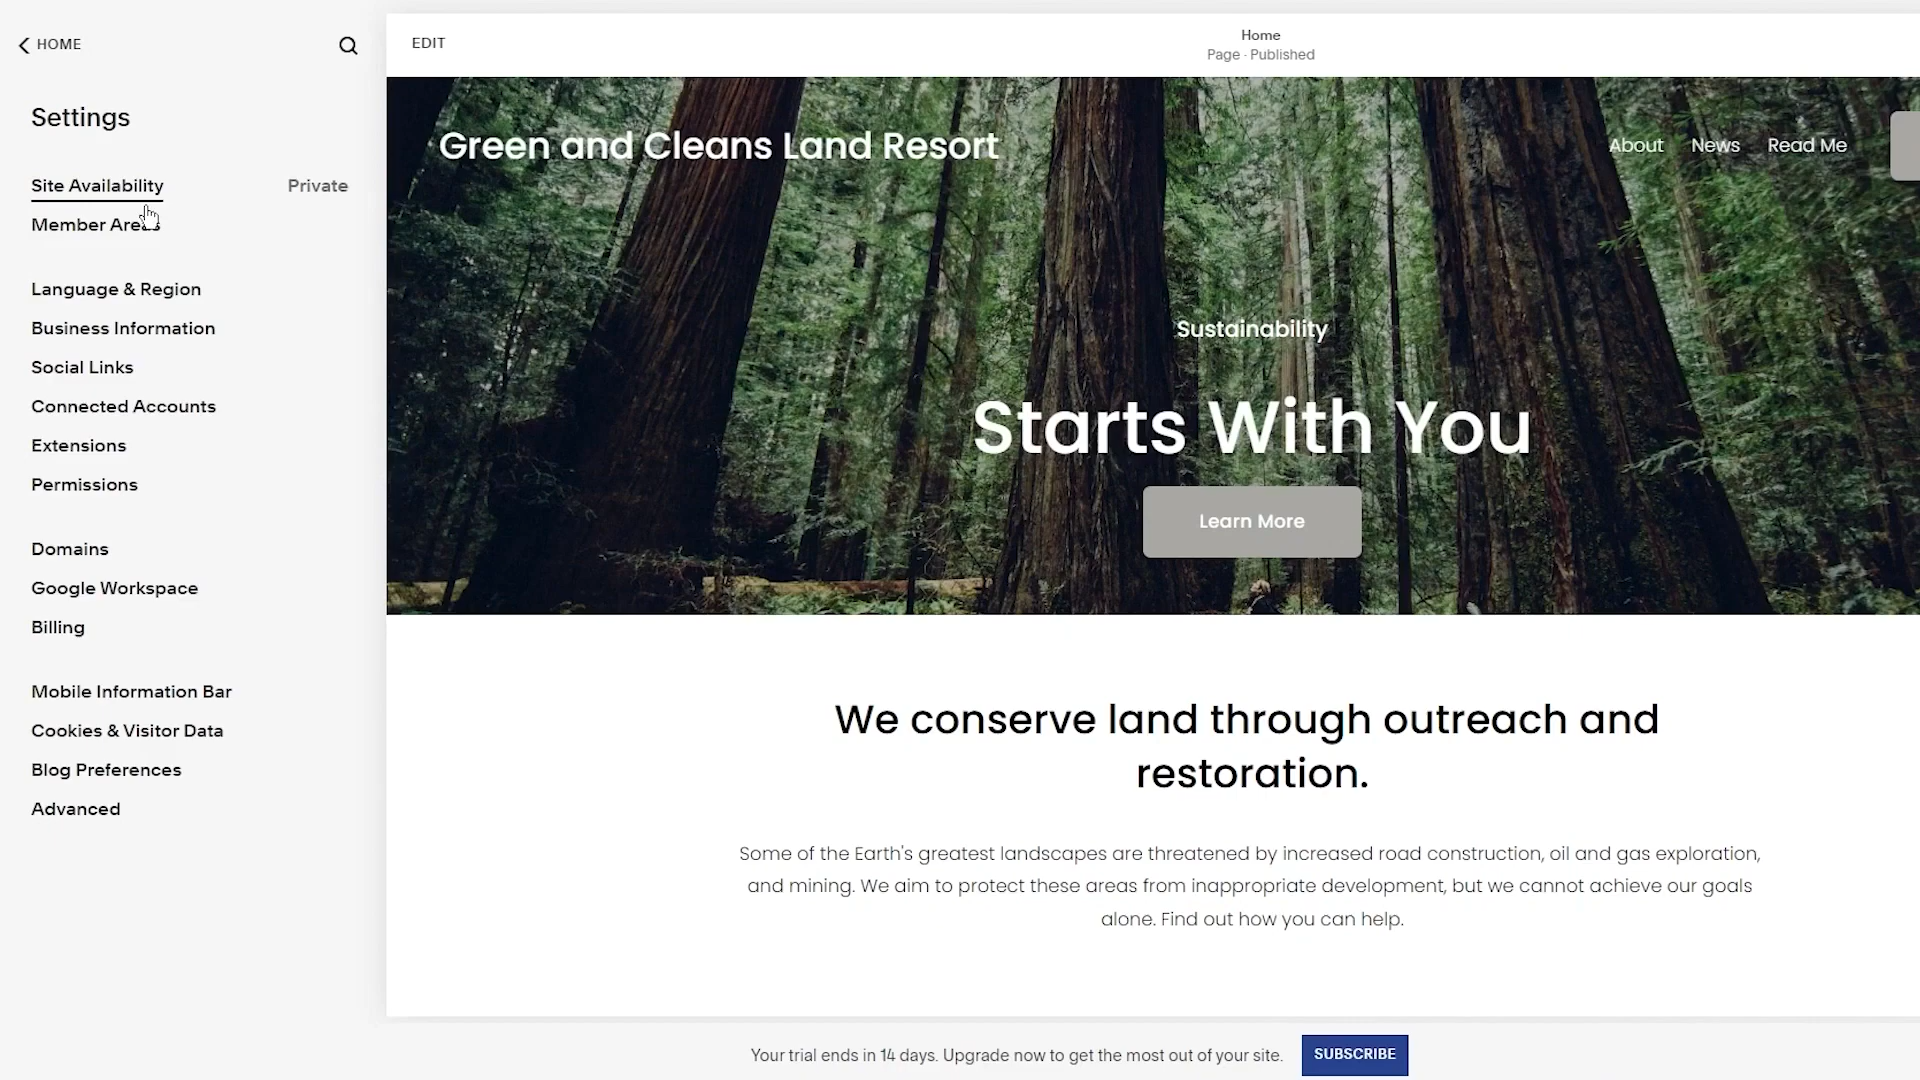 HOME
Settings
Site Availability Private
Member Areas
Language & Region
Business Information
Social Links
Connected Accounts
Extensions
Permissions
Domains
Google Workspace
Billing
Mobile Information Bar
Cookies & Visitor Data
Blog Preferences
Advanced
EDIT
Home
Page · Published
Green and Cleans Land Resort
About News Read Me
Sustainability
Starts With You
Learn More
We conserve land through outreach and
restoration.
Some of the Earth's greatest landscapes are threatened by increased road construction, oil and gas exploration,
and mining. We aim to protect these areas from inappropriate development, but we cannot achieve our goals
alone. Find out how you can help.
Your trial ends in 14 days. Upgrade now to get the most out of your site. SUBSCRIBE